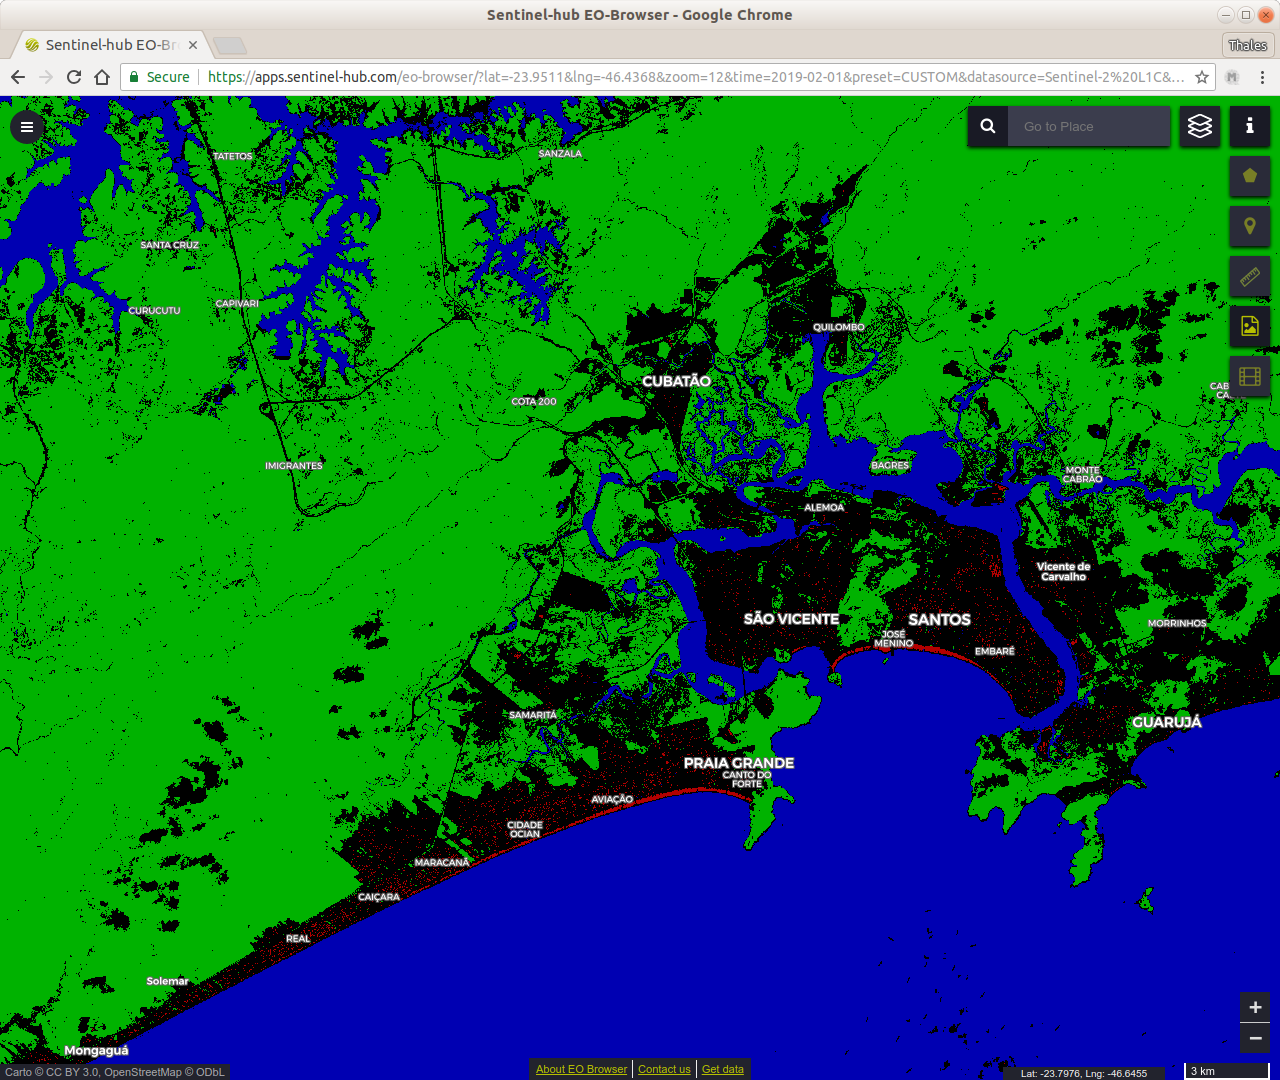 Sentinel-hub EO-Browser - Google Chrome
Sentinel-hub EO-Br
Thales
Secure
https://apps.sentinel-hub.com/eo-browser/?lat=-23.9511&lng=-46.4368&zoom=12&time=2019-02-01&preset=CUSTOM&datasource=Sentinel-2%20L1C&...
Go to Place
TATETOS
SANZALA
SANTA CRUZ
CAPIVARI
CURUCUTU
QUILOMBO
CUBATÃO
COTA 200
CAB
CA
IMIGRANTES
BAGRES
MONTE
CABRÃO
ALEMOA
Vicente de
Carvalho
SÃO VICENTE
SANTOS
MORRINHOS
JOSÉ
MENINO
EMBARÉ
SAMARITÁ
GUARUJÁ
PRAIA GRANDE
CANTO DO
FORTE
AVIAÇÃO
CIDADE
OCIAN
MARACANÃ
CAIÇARA
REAL
Solemar
Mongaguá
+
−
Carto © CC BY 3.0, OpenStreetMap © ODbL
About EO Browser
Contact us
Get data
Lat: -23.7976, Lng: -46.6455
3 km